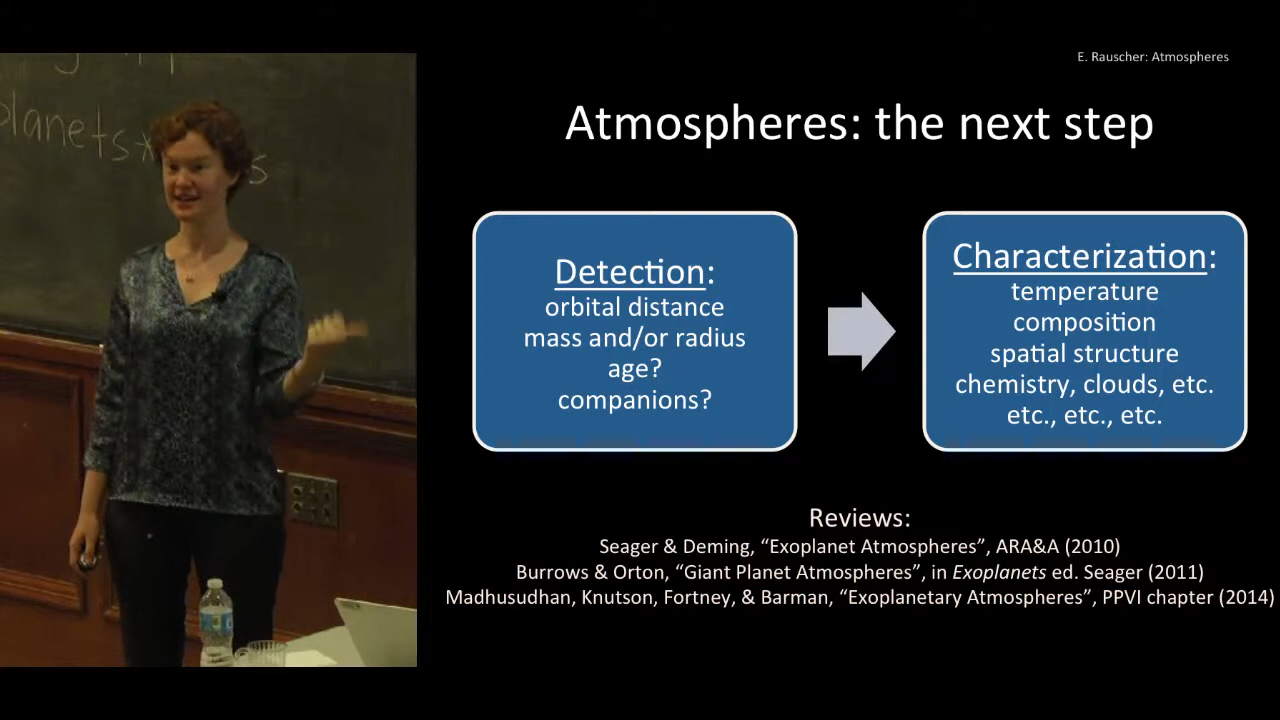 E. Rauscher: Atmospheres
Atmospheres: the next step
planets
s
Detection:
orbital distance
mass and/or radius
age?
companions?
Characterization:
temperature
composition
spatial structure
chemistry, clouds, etc.
etc., etc., etc.
Reviews:
Seager & Deming, “Exoplanet Atmospheres”, ARA&A (2010)
Burrows & Orton, “Giant Planet Atmospheres”, in Exoplanets ed. Seager (2011)
Madhusudhan, Knutson, Fortney, & Barman, “Exoplanetary Atmospheres”, PPVI chapter (2014)